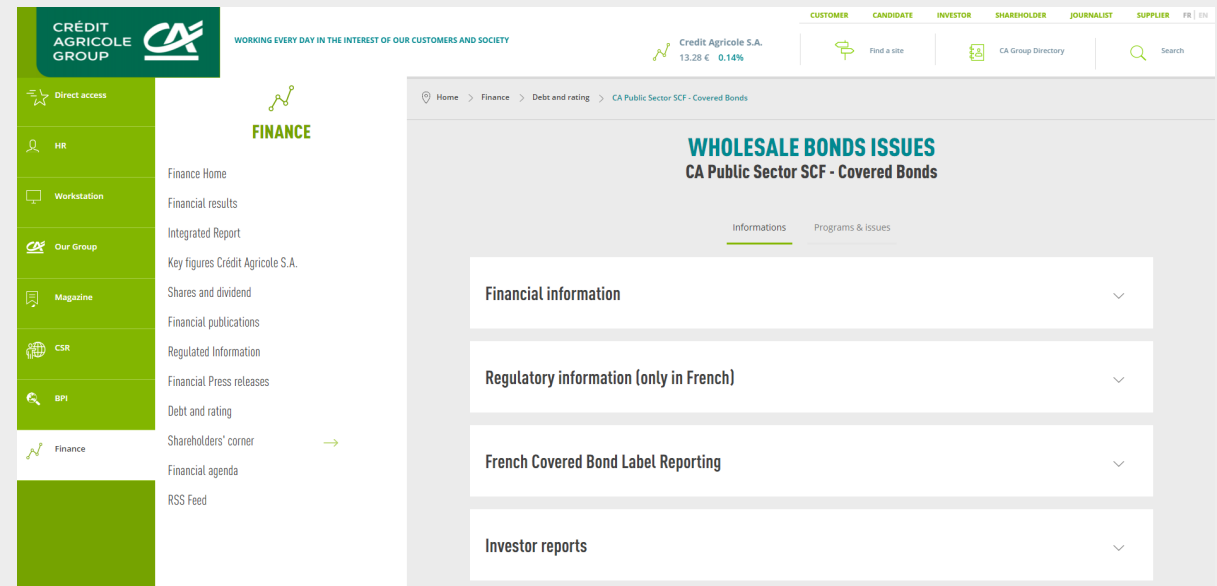 CUSTOMER CANDIDATE INVESTOR SHAREHOLDER JOURNALIST SUPPLIER FR | EN
CRÉDIT
AGRICOLE
GROUP
WORKING EVERY DAY IN THE INTEREST OF OUR CUSTOMERS AND SOCIETY
Credit Agricole S.A.
13.28 € 0.14%
Find a site
CA Group Directory
Search
Direct access
HR
Workstation
Our Group
Magazine
CSR
BPI
Finance
FINANCE
Finance Home
Financial results
Integrated Report
Key figures Crédit Agricole S.A.
Shares and dividend
Financial publications
Regulated Information
Financial Press releases
Debt and rating
Shareholders' corner
Financial agenda
RSS Feed
Home > Finance > Debt and rating > CA Public Sector SCF - Covered Bonds
WHOLESALE BONDS ISSUES
CA Public Sector SCF - Covered Bonds
Informations Programs & issues
Financial information
Regulatory information (only in French)
French Covered Bond Label Reporting
Investor reports